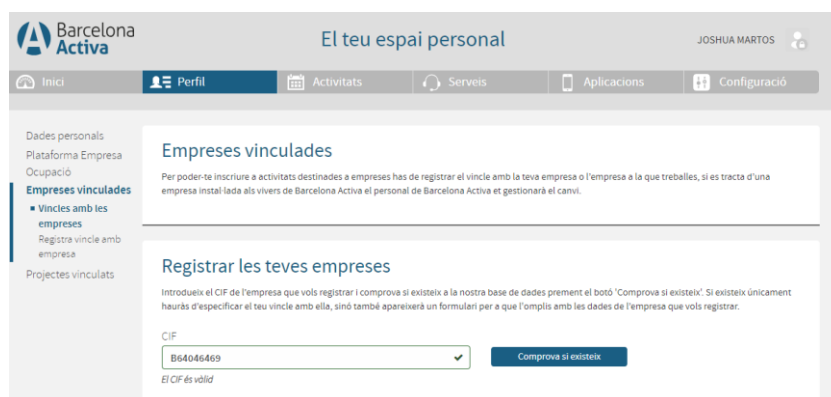 Barcelona
Activa
El teu espai personal
JOSHUA MARTOS
Inici
Perfil
Activitats
Serveis
Aplicacions
Configuració
Dades personals
Plataforma Empresa
Ocupació
Empreses vinculades
Vincles amb les
empreses
Registra vincle amb
empresa
Projectes vinculats
Empreses vinculades
Per poder-te inscriure a activitats destinades a empreses has de registrar el vincle amb la teva empresa o l'empresa a la que treballes, si es tracta d'una
empresa instal·lada als vivers de Barcelona Activa el personal de Barcelona Activa et gestionarà el canvi.
Registrar les teves empreses
Introdueix el CIF de l'empresa que vols registrar i comprova si existeix a la nostra base de dades prement el botó 'Comprova si existeix'. Si existeix únicament
hauràs d'especificar el teu vincle amb ella, sinó també apareixerà un formulari per a que l'omplis amb les dades de l'empresa que vols registrar.
CIF
B64046469
Comprova si existeix
El CIF és vàlid